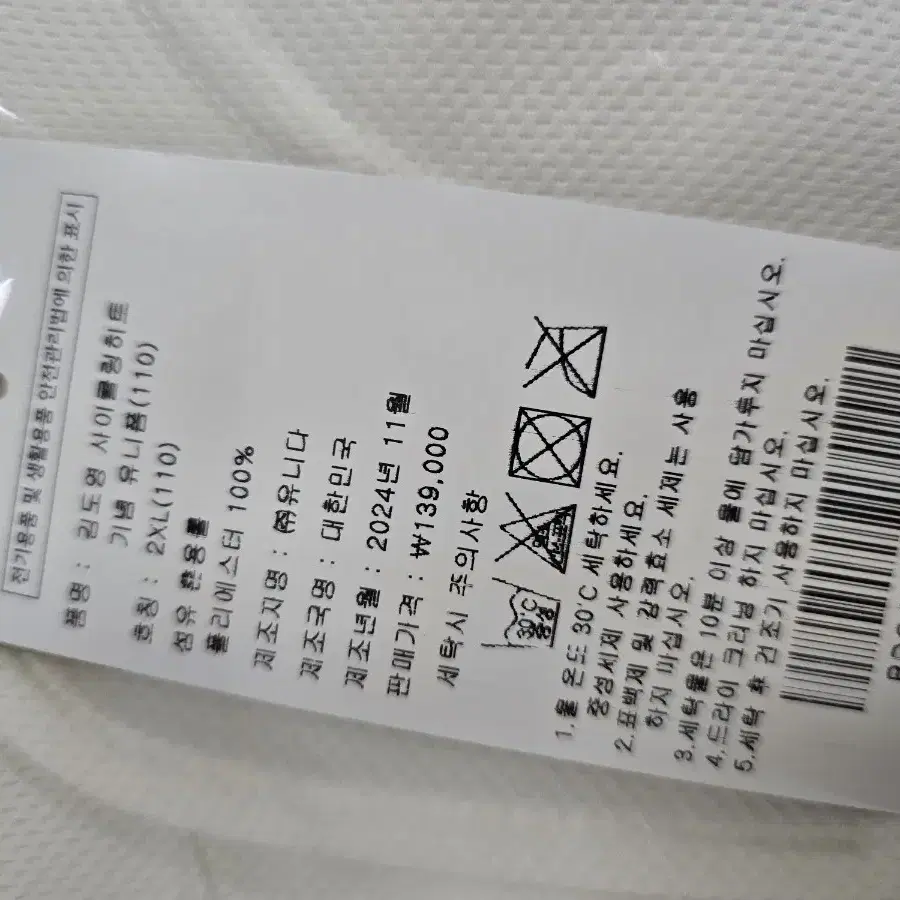 전기용품 및 생활용품 안전관리법에 의한 표시
품명 : 김도영 사이클링히트
기념 유니폼(110)
호칭 : 2XL(110)
섬유 혼용률
폴리에스터 100%
제조자명 : ㈜유니다
제조국명 : 대한민국
제조년월 : 2024년 11월
판매가격 : ₩139,000
세탁시 주의사항
30℃
중성
1.물 온도 30℃ 세탁하세요.
중성세제 사용하세요.
2.표백제 및 강력효소 세제는 사용
하지 마십시오.
3.세탁물은 10분 이상 물에 담가두지 마십시오.
4.드라이 크리닝 하지 마십시오.
5.세탁 후 건조기 사용하지 마십시오.